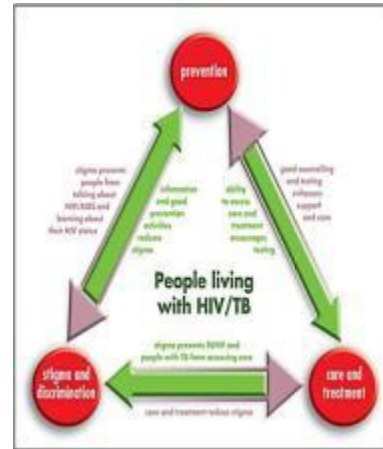 prevention
stigma prevents
people from
talking about
HIV/AIDS and
learning about
their HIV status
information
and good
prevention
activities
reduce
stigma
ability
to access
care and
treatment
encourages
testing
good counselling
and testing
enhances
support
and care
People living
with HIV/TB
stigma and
discrimination
stigma prevents PLHIV and
people with TB from accessing care
care and treatment reduce stigma
care and
treatment